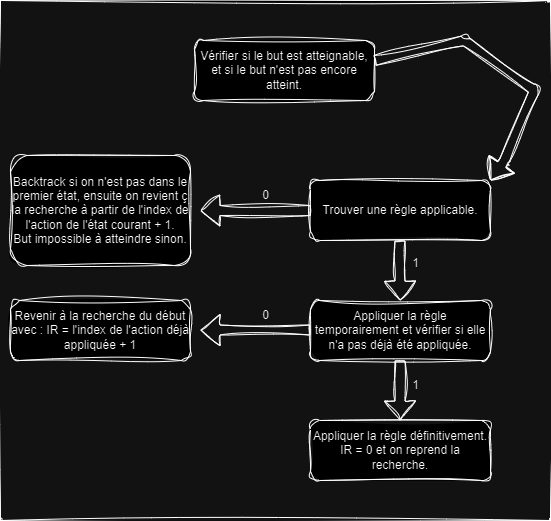 Vérifier si le but est atteignable,
et si le but n'est pas encore
atteint.
Backtrack si on n'est pas dans le
premier état, ensuite on revient ç
a recherche à partir de l'index de
l'action de l'état courant + 1.
But impossible à atteindre sinon.
0
Trouver une règle applicable.
1
Revenir à la recherche du début
avec : IR = l'index de l'action déjà
appliquée + 1
0
Appliquer la règle
temporairement et vérifier si elle
n'a pas déjà été appliquée.
1
Appliquer la règle définitivement.
IR = 0 et on reprend la
recherche.